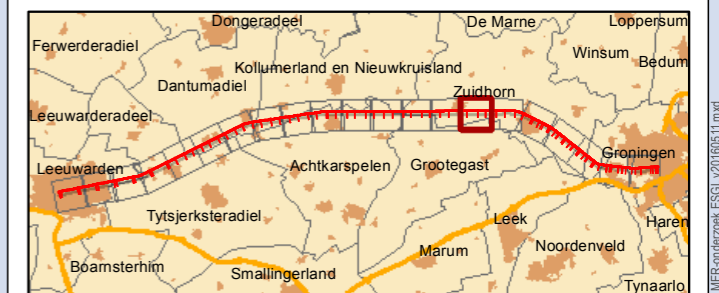 Dongeradeel
De Marne
Loppersum
Ferwerderadiel
Winsum
Bedum
Kollumerland en Nieuwkruisland
Dantumadiel
Zuidhorn
Leeuwarderadeel
Groningen
Leeuwarden
Achtkarspelen
Grootegast
Tytsjerksteradiel
Leek
Haren
Noordenveld
Marum
Boarnsterhim
Smallingerland
Tynaarlo
MER-onderzoek ESGU v20160511.mxd